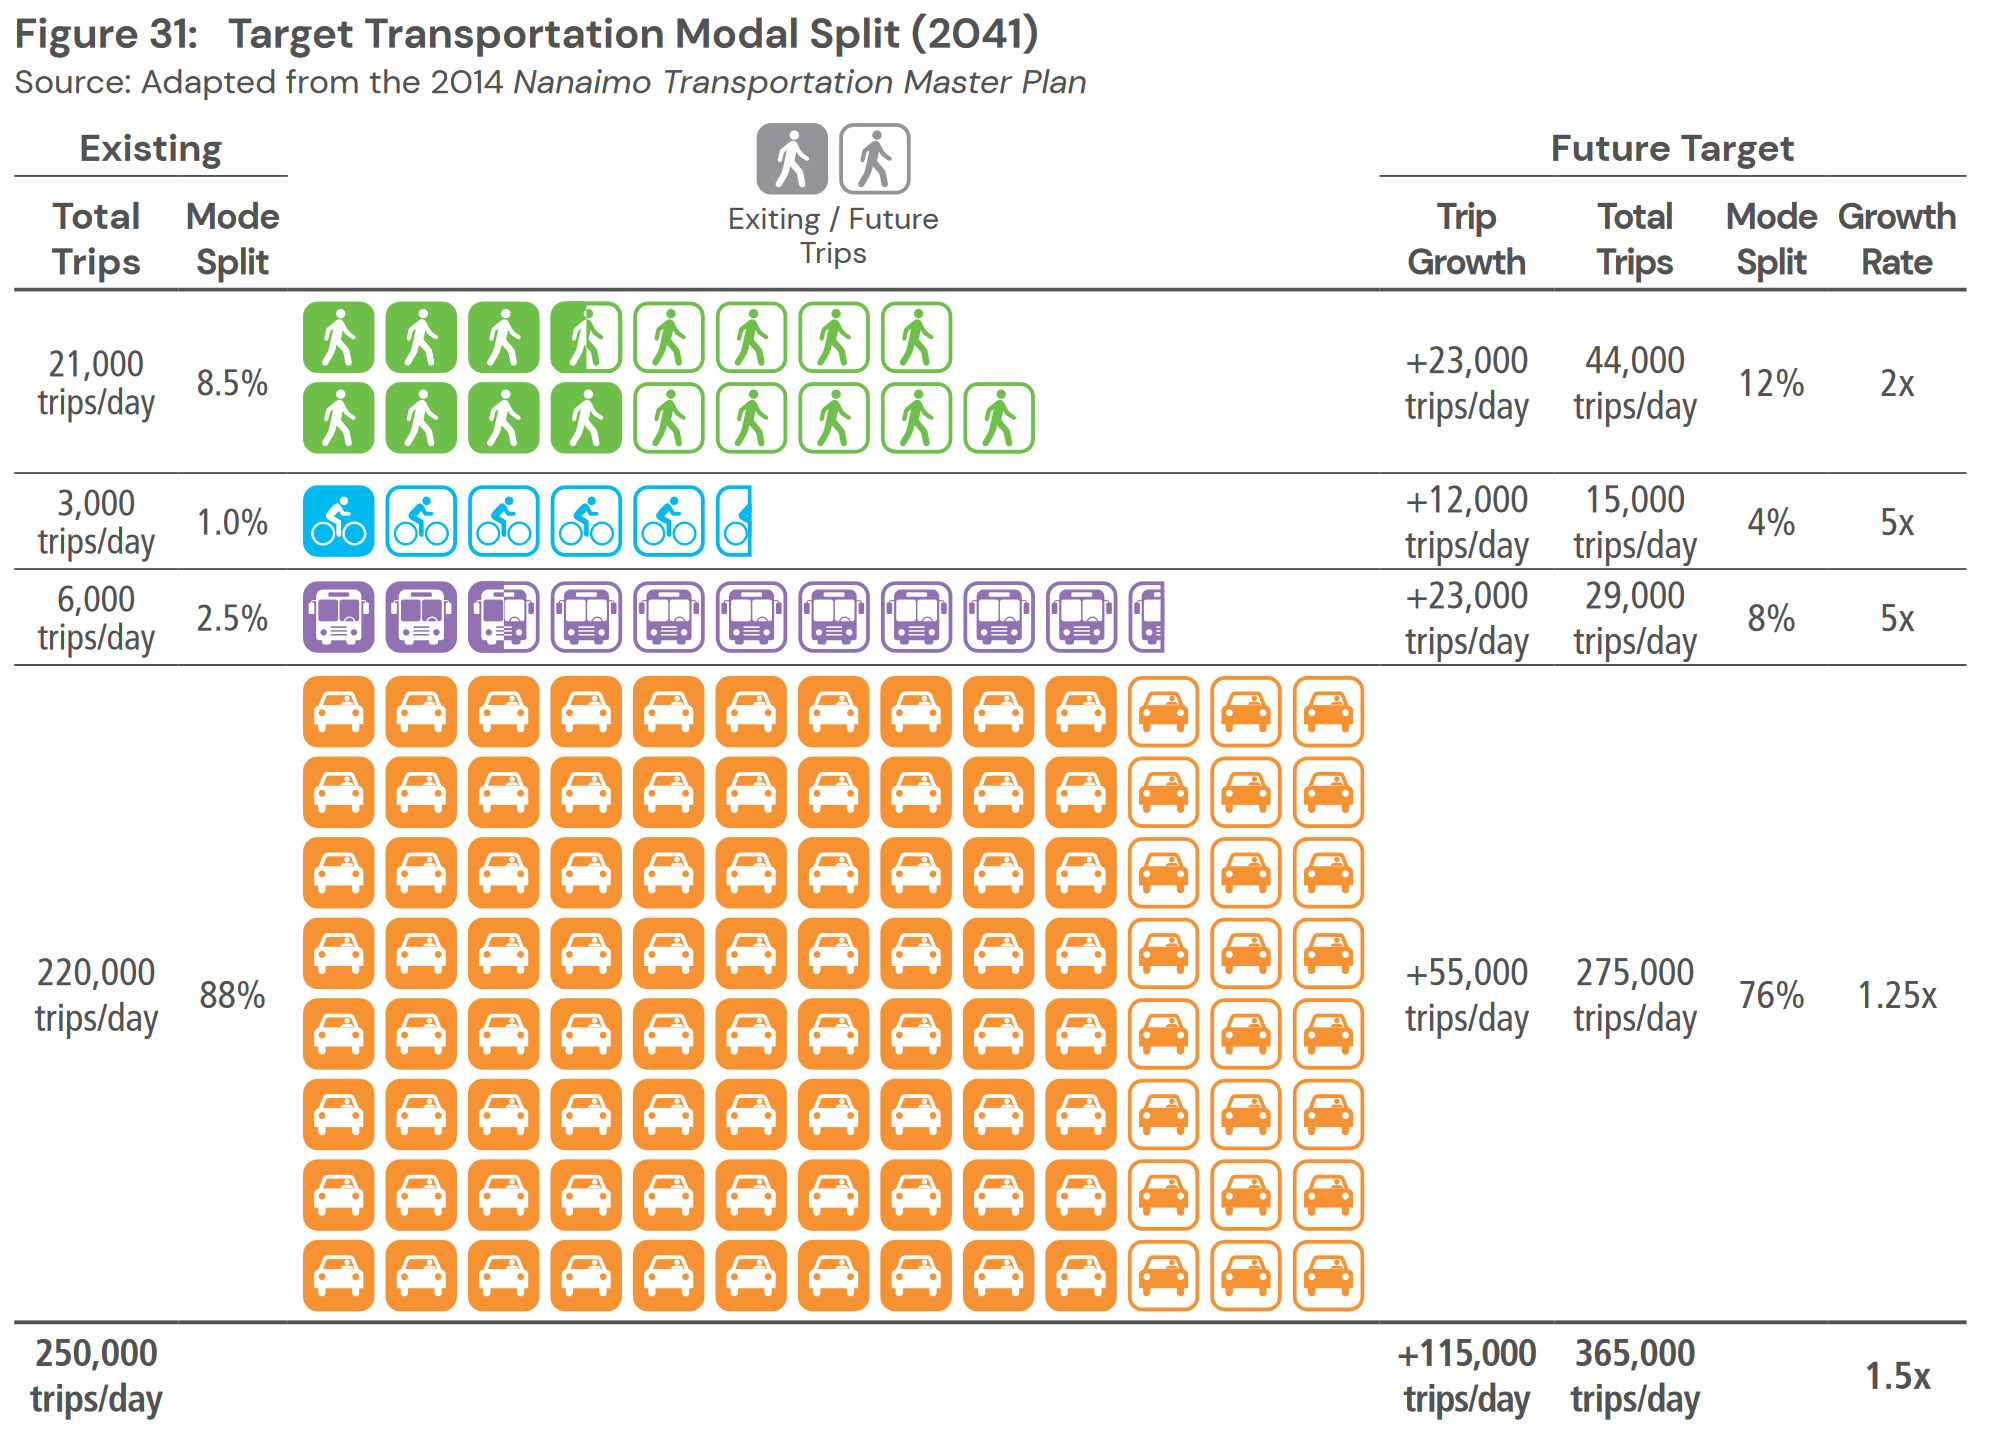 Figure 31: Target Transportation Modal Split (2041)
Source: Adapted from the 2014 Nanaimo Transportation Master Plan
Existing
Future Target
Total
Trips
Mode
Split
Exiting / Future
Trips
Trip
Growth
Total
Trips
Mode
Split
Growth
Rate
21,000
trips/day
8.5%
+23,000
trips/day
44,000
trips/day
12%
2x
3,000
trips/day
1.0%
+12,000
trips/day
15,000
trips/day
4%
5x
6,000
trips/day
2.5%
+23,000
trips/day
29,000
trips/day
8%
5x
220,000
trips/day
88%
+55,000
trips/day
275,000
trips/day
76%
1.25x
250,000
trips/day
+115,000
trips/day
365,000
trips/day
1.5x